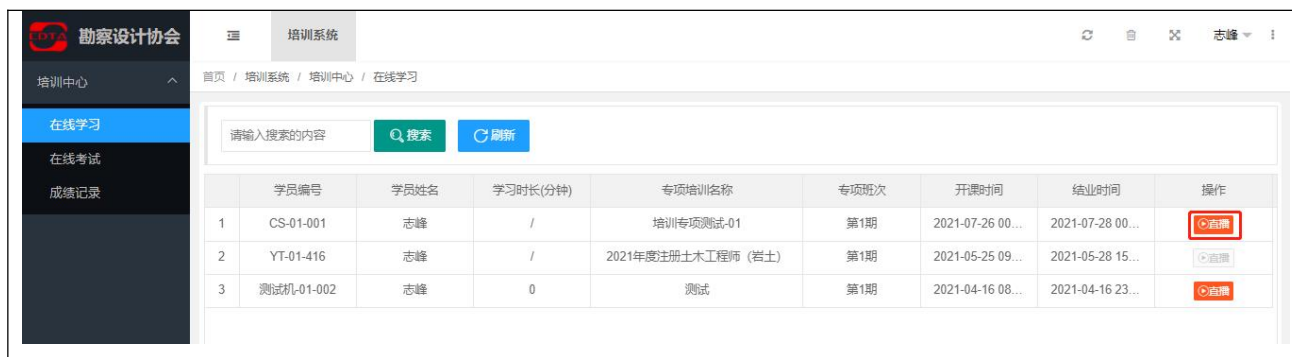 CDTA 勘察设计协会 培训系统 志峰
培训中心 首页 / 培训系统 / 培训中心 / 在线学习
在线学习 请输入搜索的内容 搜索 刷新
在线考试
成绩记录 学员编号 学员姓名 学习时长(分钟) 专项培训名称 专项班次 开课时间 结业时间 操作
1 CS-01-001 志峰 / 培训专项测试-01 第1期 2021-07-26 00... 2021-07-28 00... 直播
2 YT-01-416 志峰 / 2021年度注册土木工程师（岩土） 第1期 2021-05-25 09... 2021-05-28 15... 直播
3 测试机-01-002 志峰 0 测试 第1期 2021-04-16 08... 2021-04-16 23... 直播